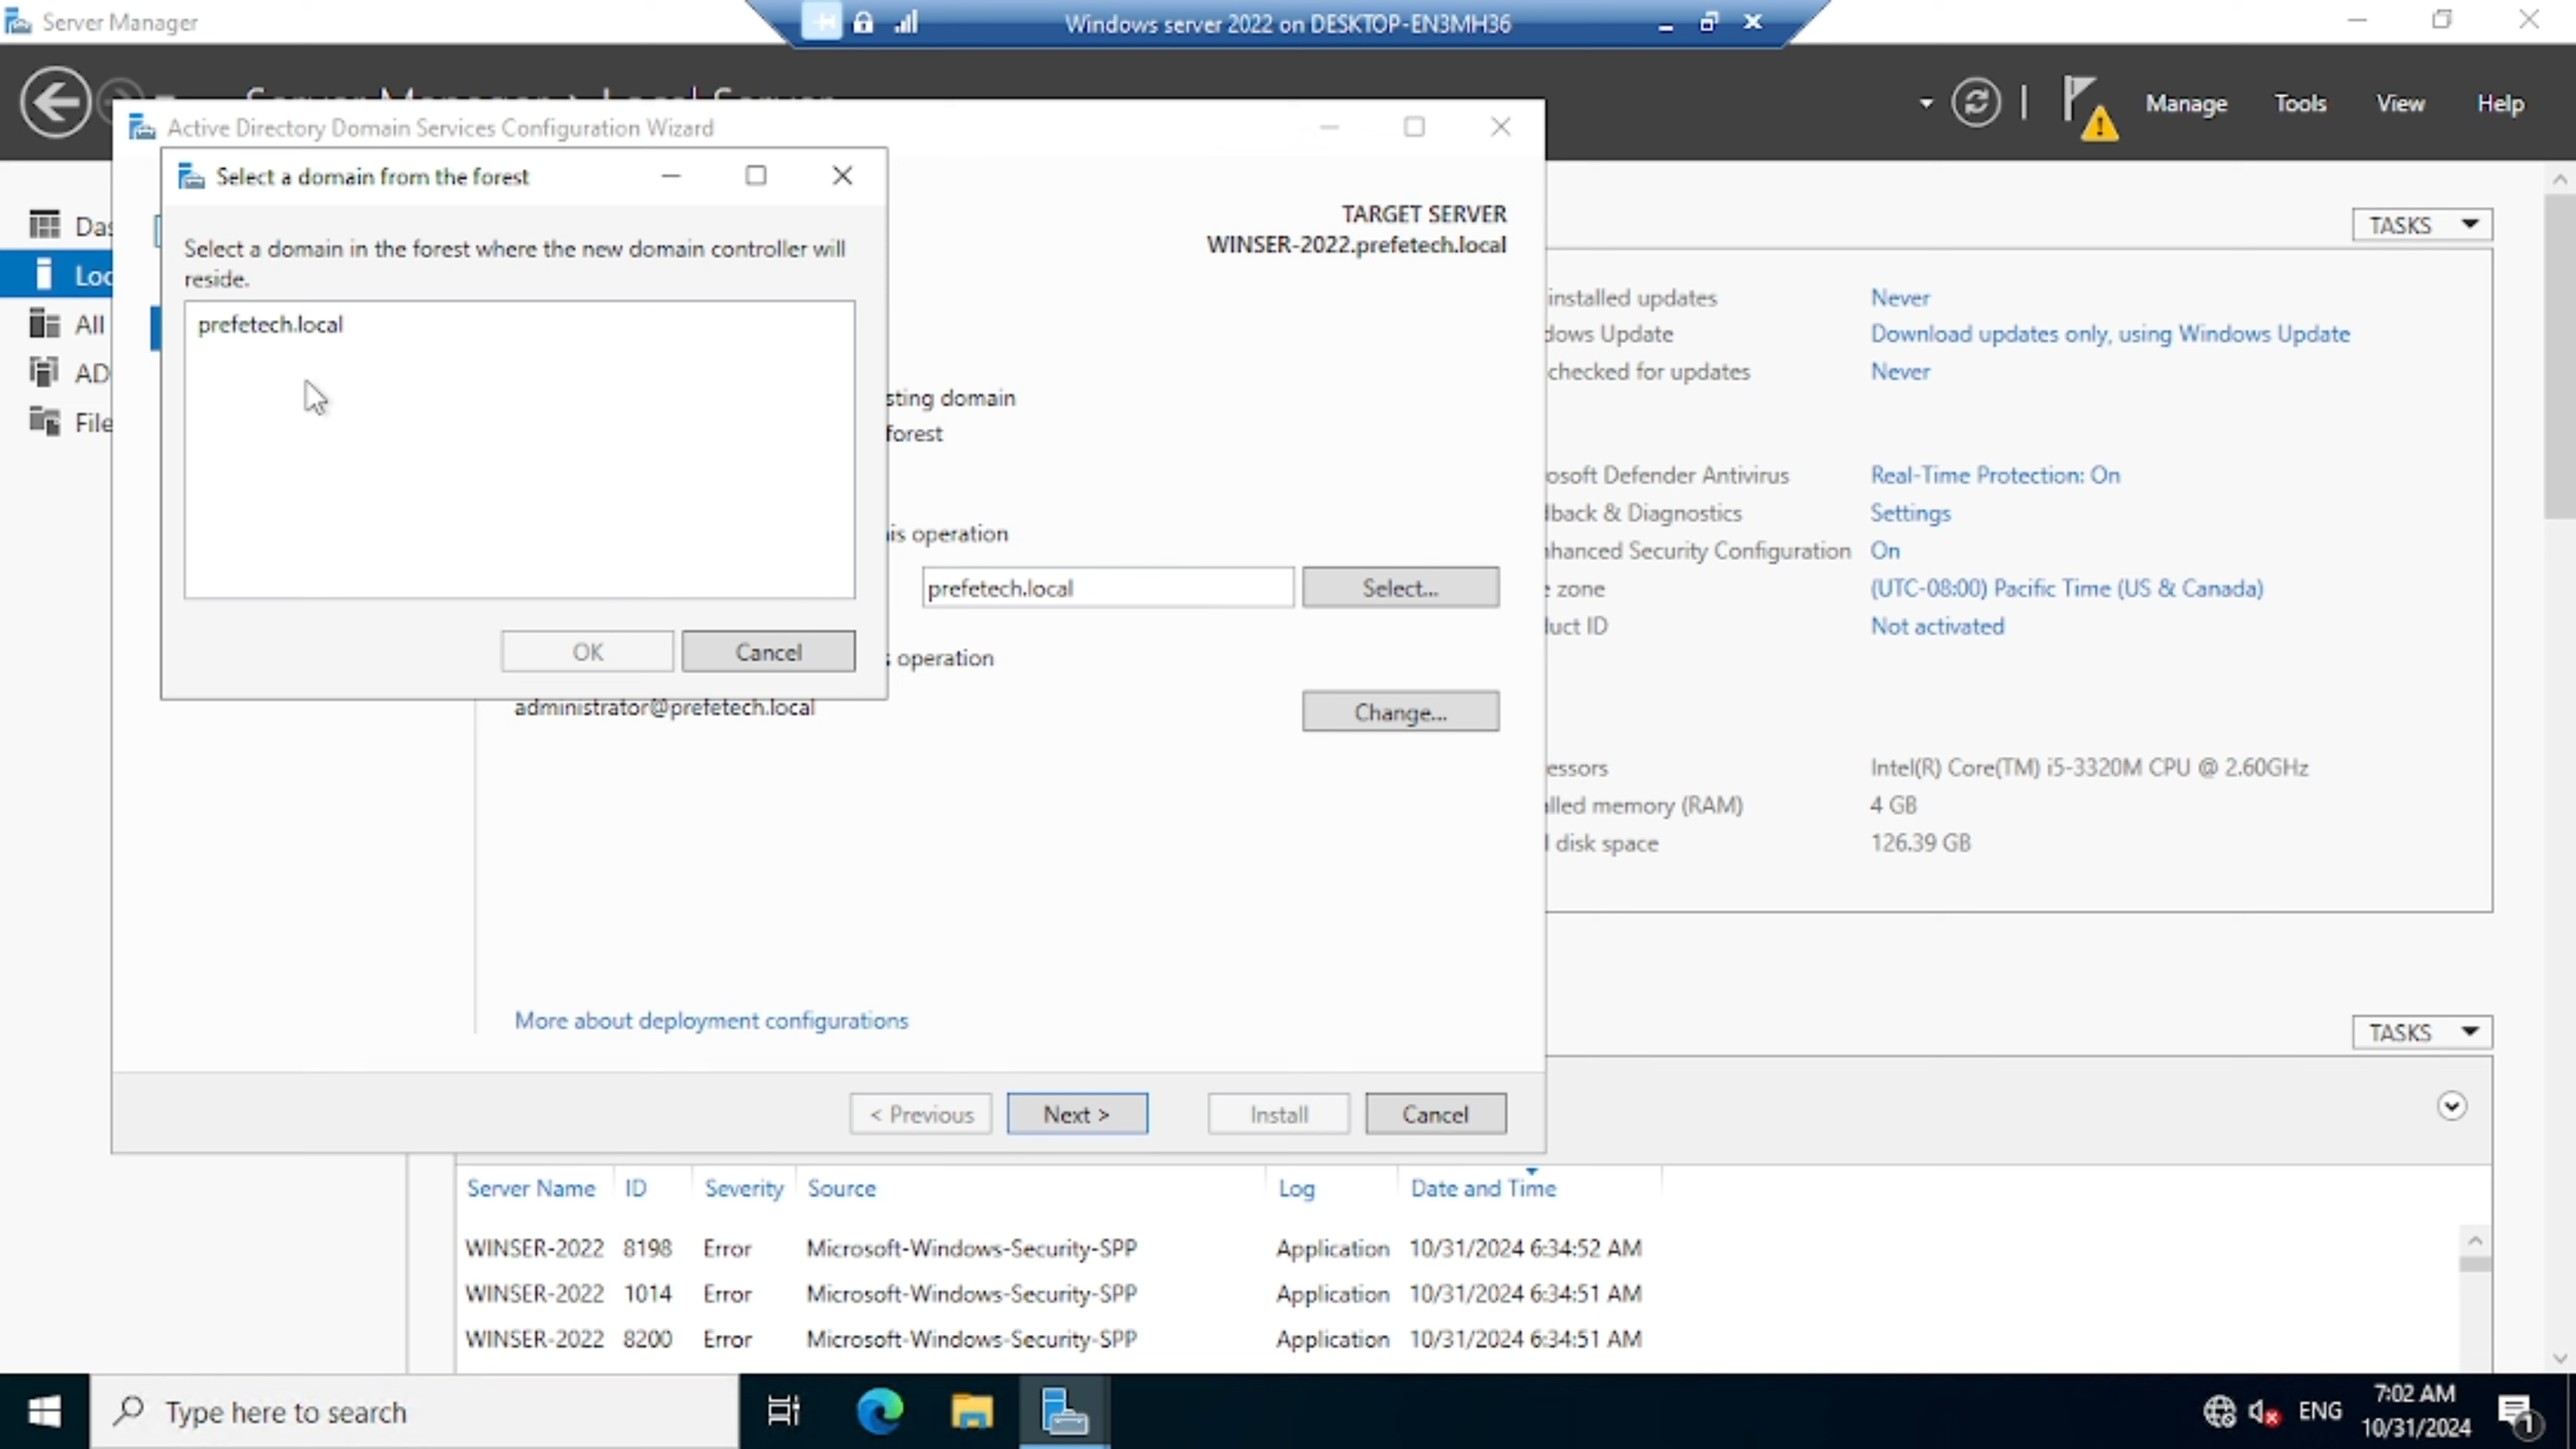 Server Manager
Windows server 2022 on DESKTOP-EN3MH36
Manage
Tools
View
Help
Active Directory Domain Services Configuration Wizard
Select a domain from the forest
Select a domain in the forest where the new domain controller will
reside.
prefetech.local
OK
Cancel
TARGET SERVER
WINSER-2022.prefetech.local
sting domain
forest
is operation
prefetech.local
Select...
operation
administrator@prefetech.local
Change...
More about deployment configurations
< Previous
Next >
Install
Cancel
Das
Loc
All
AD
File
TASKS
installed updates Never
dows Update Download updates only, using Windows Update
checked for updates Never
osoft Defender Antivirus Real-Time Protection: On
dback & Diagnostics Settings
nhanced Security Configuration On
e zone (UTC-08:00) Pacific Time (US & Canada)
duct ID Not activated
essors Intel(R) Core(TM) i5-3320M CPU @ 2.60GHz
alled memory (RAM) 4 GB
l disk space 126.39 GB
TASKS
Server Name ID Severity Source Log Date and Time
WINSER-2022 8198 Error Microsoft-Windows-Security-SPP Application 10/31/2024 6:34:52 AM
WINSER-2022 1014 Error Microsoft-Windows-Security-SPP Application 10/31/2024 6:34:51 AM
WINSER-2022 8200 Error Microsoft-Windows-Security-SPP Application 10/31/2024 6:34:51 AM
Type here to search
ENG
7:02 AM
10/31/2024
1